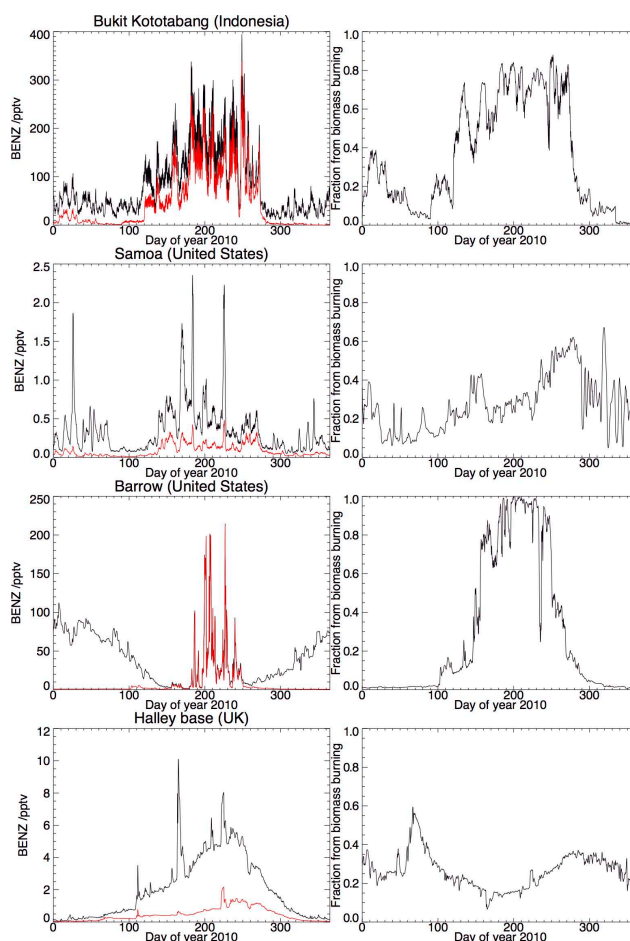 Bukit Kototabang (Indonesia)
BENZ /pptv
400
300
200
100
0
0 100 200 300
Day of year 2010
Fraction from biomass burning
1.0
0.8
0.6
0.4
0.2
0.0
0 100 200 300
Day of year 2010
Samoa (United States)
BENZ /pptv
2.5
2.0
1.5
1.0
0.5
0.0
0 100 200 300
Day of year 2010
Fraction from biomass burning
1.0
0.8
0.6
0.4
0.2
0.0
0 100 200 300
Day of year 2010
Barrow (United States)
BENZ /pptv
250
200
150
100
50
0
0 100 200 300
Day of year 2010
Fraction from biomass burning
1.0
0.8
0.6
0.4
0.2
0.0
0 100 200 300
Day of year 2010
Halley base (UK)
BENZ /pptv
12
10
8
6
4
2
0
0 100 200 300
Day of year 2010
Fraction from biomass burning
1.0
0.8
0.6
0.4
0.2
0.0
0 100 200 300
Day of year 2010